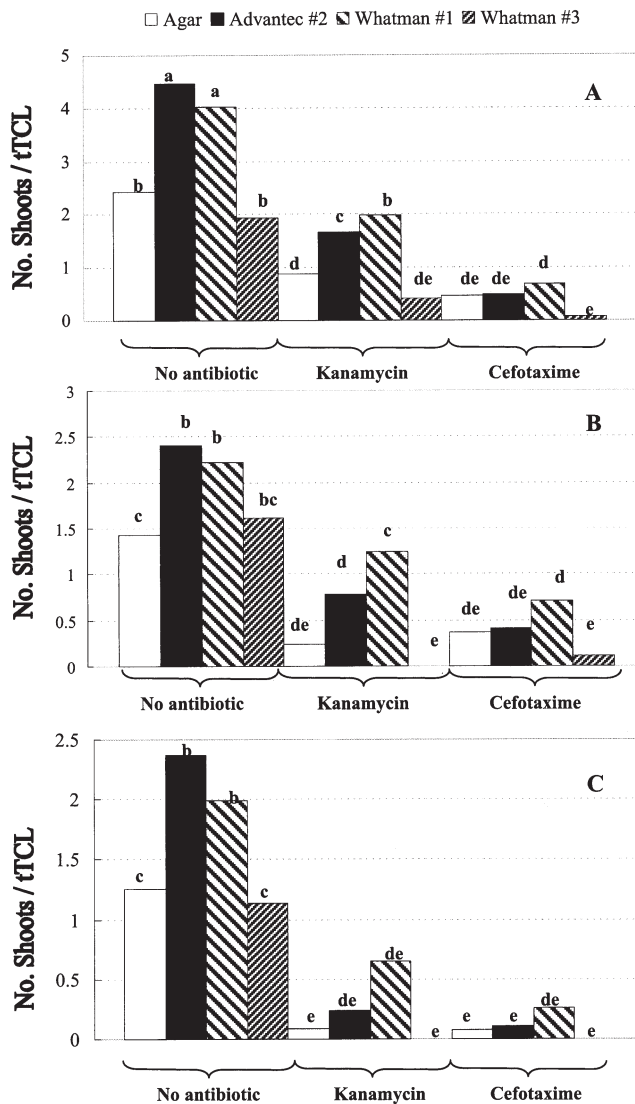 Agar Advantec #2 Whatman #1 Whatman #3
A
No. Shoots / tTCL
5
4
3
2
1
0
b a a b d c b de de de d e
No antibiotic Kanamycin Cefotaxime
B
No. Shoots / tTCL
3
2.5
2
1.5
1
0.5
0
c b b bc de d c e de de d e
No antibiotic Kanamycin Cefotaxime
C
No. Shoots / tTCL
2.5
2
1.5
1
0.5
0
c b b c e de de e e e de e
No antibiotic Kanamycin Cefotaxime